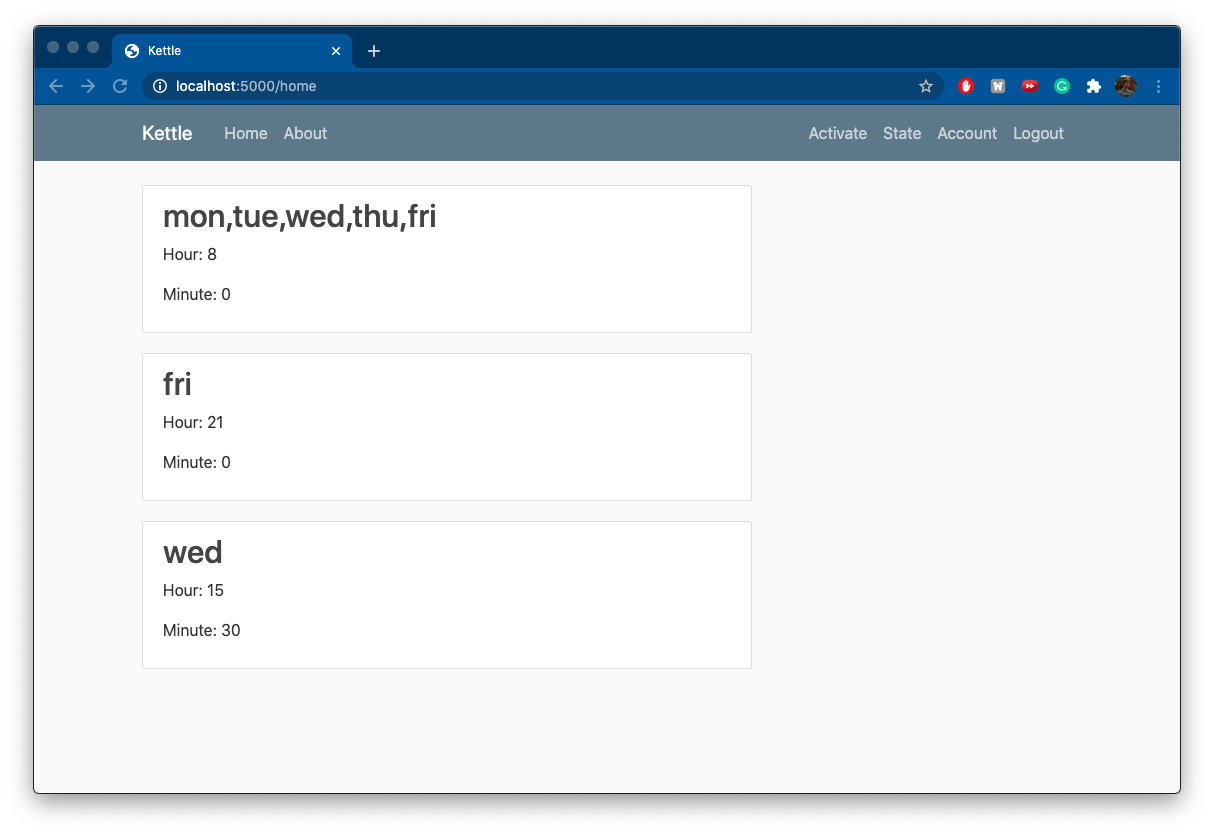 Kettle
localhost:5000/home
Kettle Home About Activate State Account Logout
mon,tue,wed,thu,fri
Hour: 8
Minute: 0
fri
Hour: 21
Minute: 0
wed
Hour: 15
Minute: 30